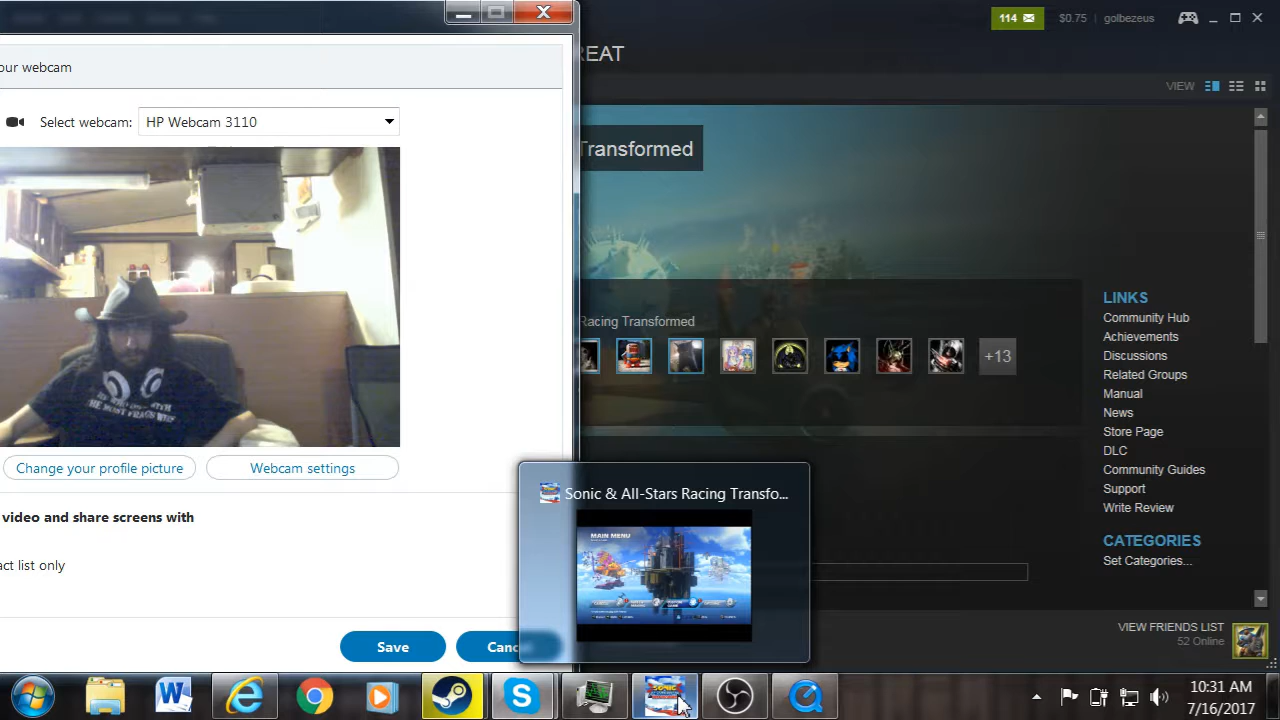 114
$0.75
golbezeus
REAT
our webcam
VIEW
Select webcam:
HP Webcam 3110
Transformed
LINKS
Community Hub
Racing Transformed
Achievements
+13
Discussions
Related Groups
Manual
News
Store Page
DLC
Community Guides
Support
Write Review
CATEGORIES
Set Categories...
Change your profile picture
Webcam settings
Sonic & All-Stars Racing Transfo...
MAIN MENU
video and share screens with
act list only
Save
Canc
VIEW FRIENDS LIST
52 Online
10:31 AM
7/16/2017